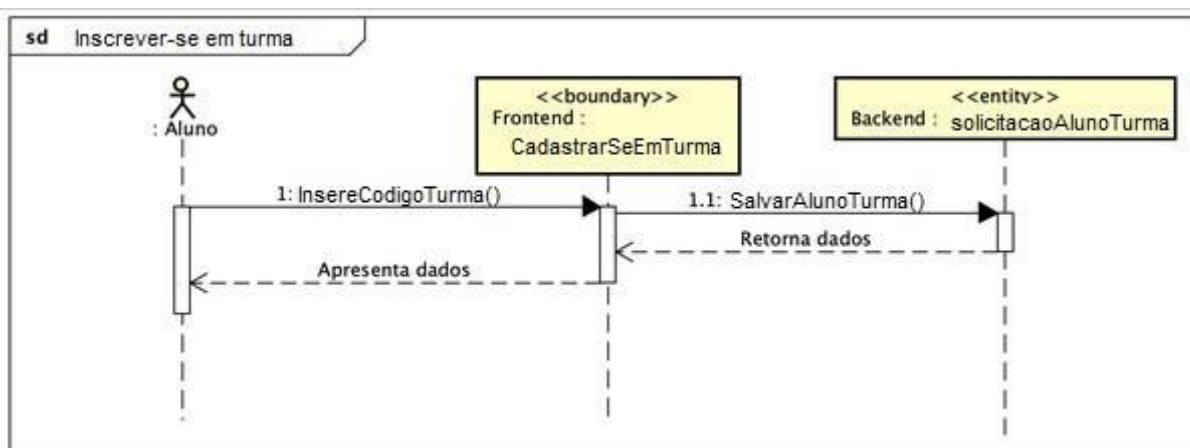 sd Inscrever-se em turma
: Aluno
<<boundary>>
Frontend :
CadastrarSeEmTurma
<<entity>>
Backend : solicitacaoAlunoTurma
1: InsereCodigoTurma()
1.1: SalvarAlunoTurma()
Retorna dados
Apresenta dados